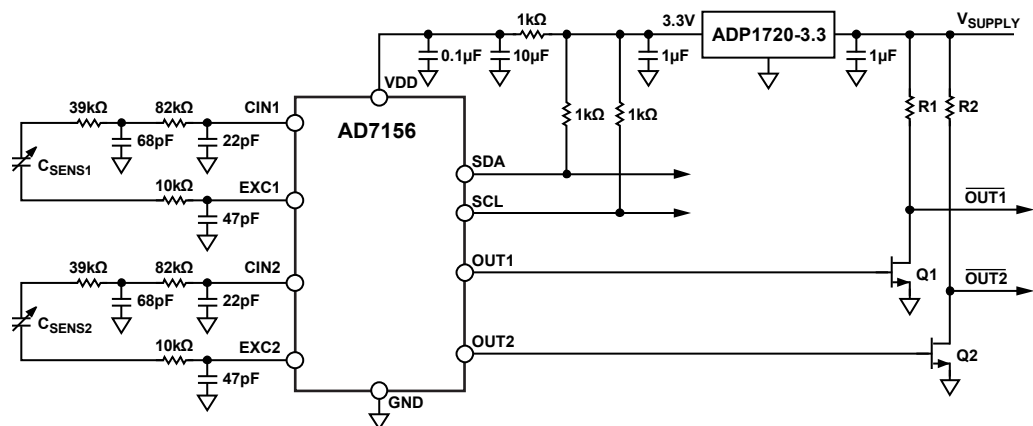 1kΩ
3.3V
ADP1720-3.3
VSUPPLY
0.1µF
10µF
1µF
1µF
VDD
R1
R2
39kΩ
82kΩ
CIN1
AD7156
1kΩ
1kΩ
68pF
22pF
CSENS1
SDA
10kΩ
EXC1
SCL
OUT1
47pF
CIN2
OUT1
Q1
39kΩ
82kΩ
OUT2
68pF
22pF
CSENS2
10kΩ
EXC2
OUT2
Q2
47pF
GND